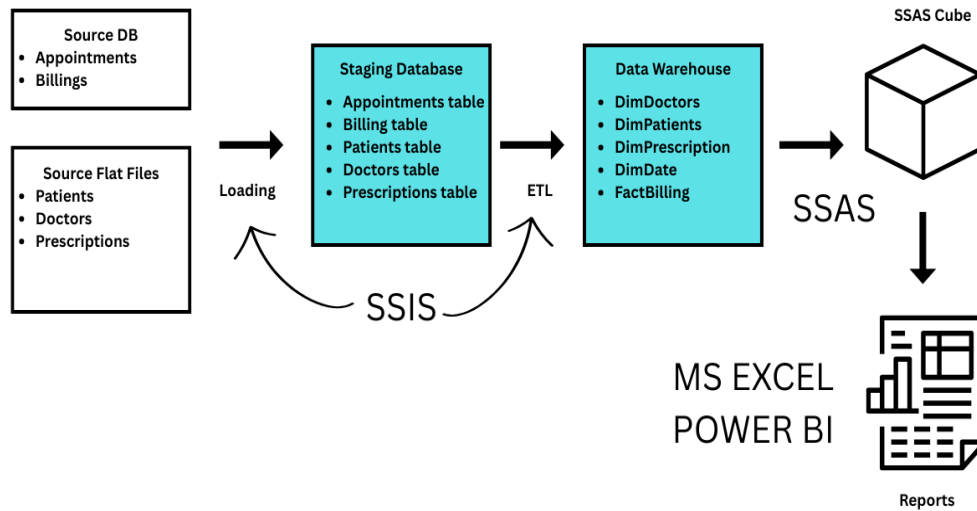 Source DB
• Appointments
• Billings
Source Flat Files
• Patients
• Doctors
• Prescriptions
Loading
Staging Database
• Appointments table
• Billing table
• Patients table
• Doctors table
• Prescriptions table
ETL
SSIS
Data Warehouse
• DimDoctors
• DimPatients
• DimPrescription
• DimDate
• FactBilling
SSAS Cube
SSAS
MS EXCEL
POWER BI
Reports